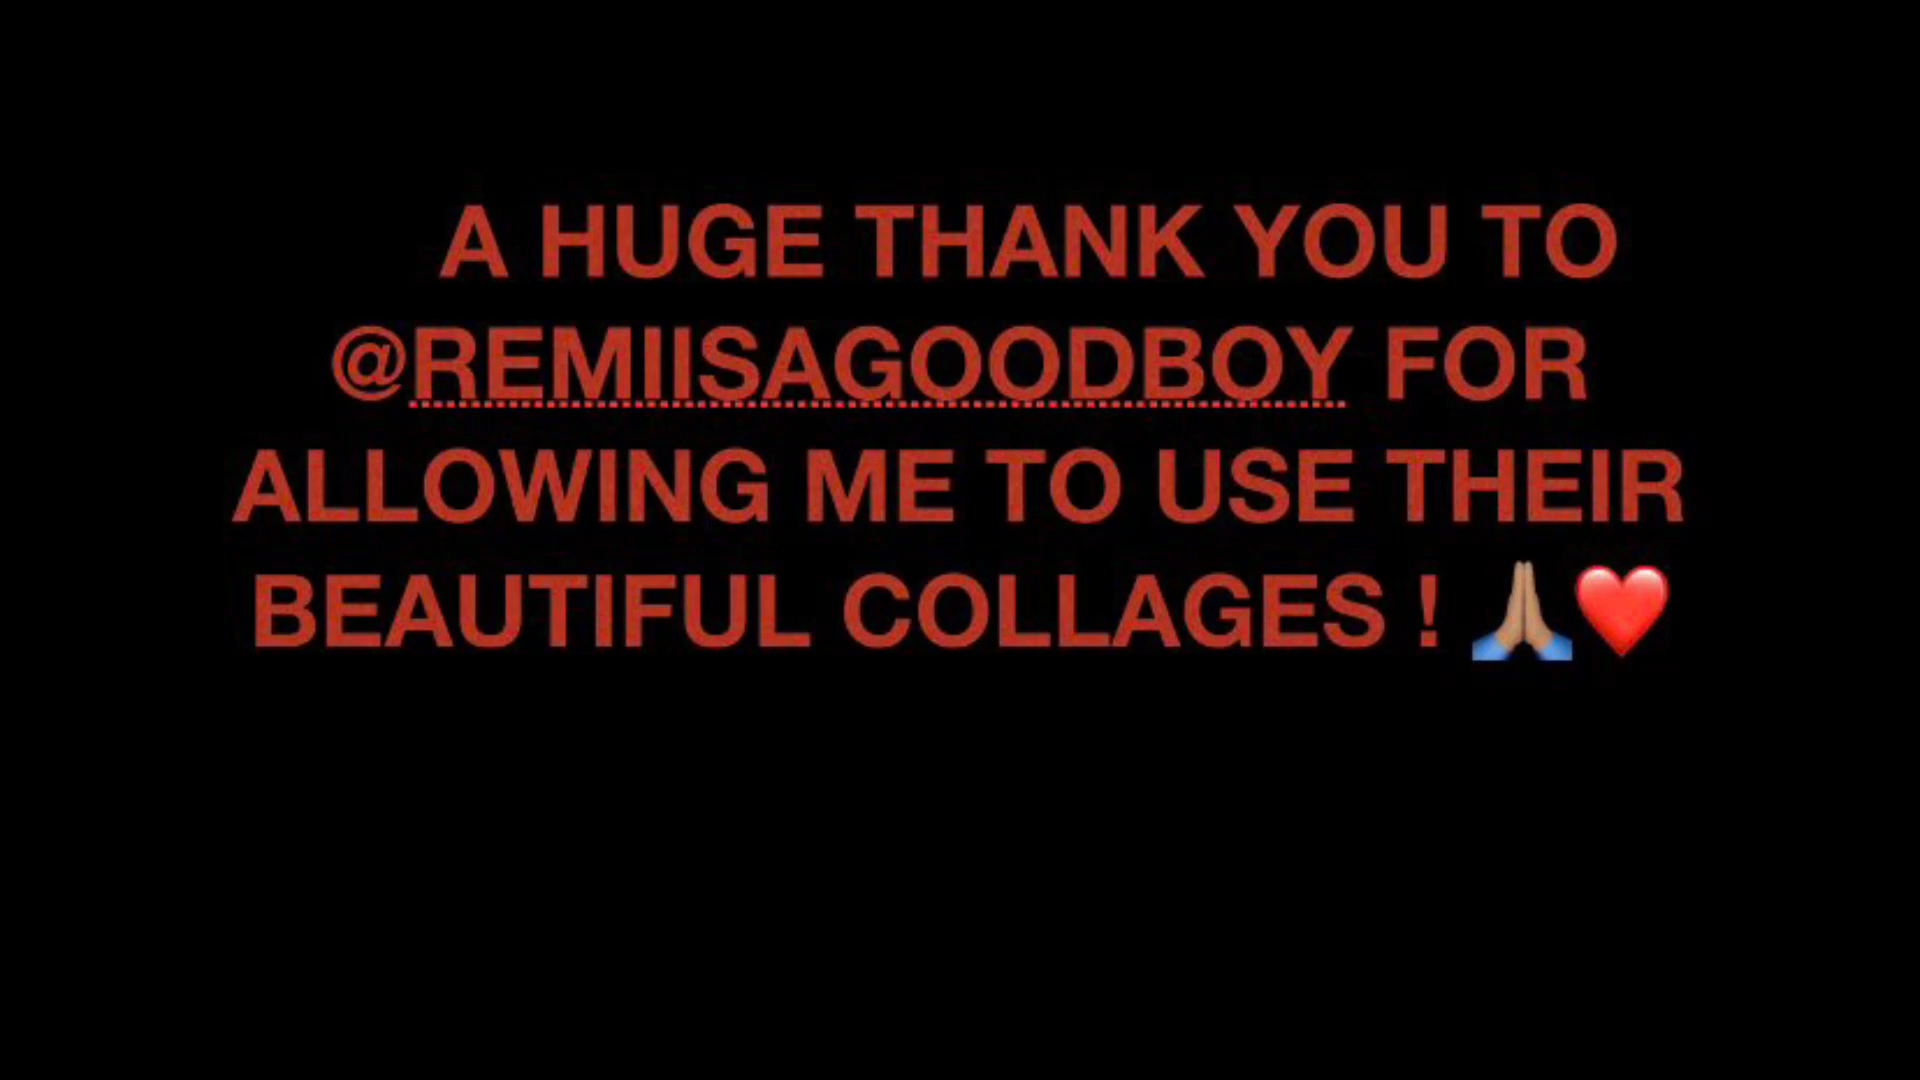 A HUGE THANK YOU TO
@REMIISAGOODBOY FOR
ALLOWING ME TO USE THEIR
BEAUTIFUL COLLAGES ! 🙏🏽❤️